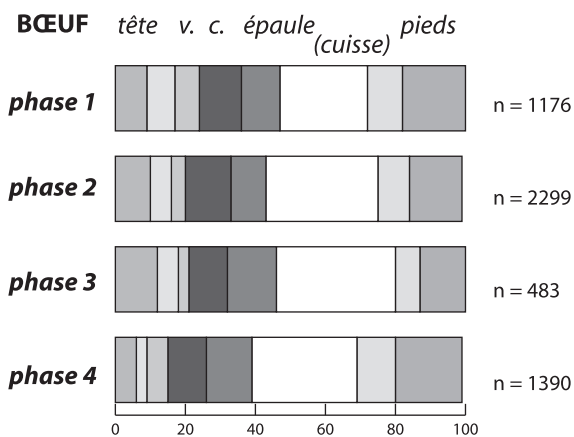 BŒUF tête v. c. épaule (cuisse) pieds
phase 1 n = 1176
phase 2 n = 2299
phase 3 n = 483
phase 4 n = 1390
0 20 40 60 80 100